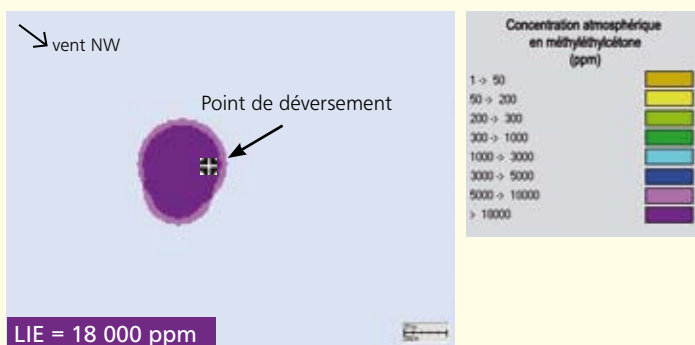 vent NW
Point de déversement
LIE = 18 000 ppm
Concentration atmosphérique
en méthyléthylcétone
(ppm)
1 -> 50
50 -> 200
200 -> 300
300 -> 1000
1000 -> 3000
3000 -> 5000
5000 -> 10000
> 18000